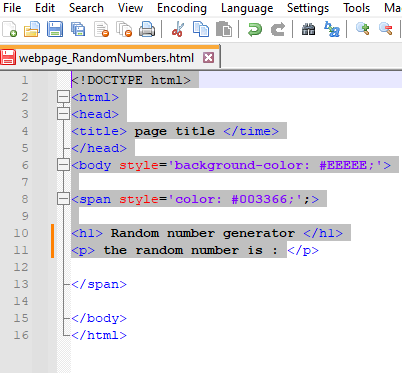 File Edit Search View Encoding Language Settings Tools Ma
webpage_RandomNumbers.html
1 <!DOCTYPE html>
2 <html>
3 <head>
4 <title> page title </time>
5 </head>
6 <body style='background-color: #EEEEE;'>
7
8 <span style='color: #003366;';>
9
10 <h1> Random number generator </h1>
11 <p> the random number is : </p>
12
13 </span>
14
15 </body>
16 </html>